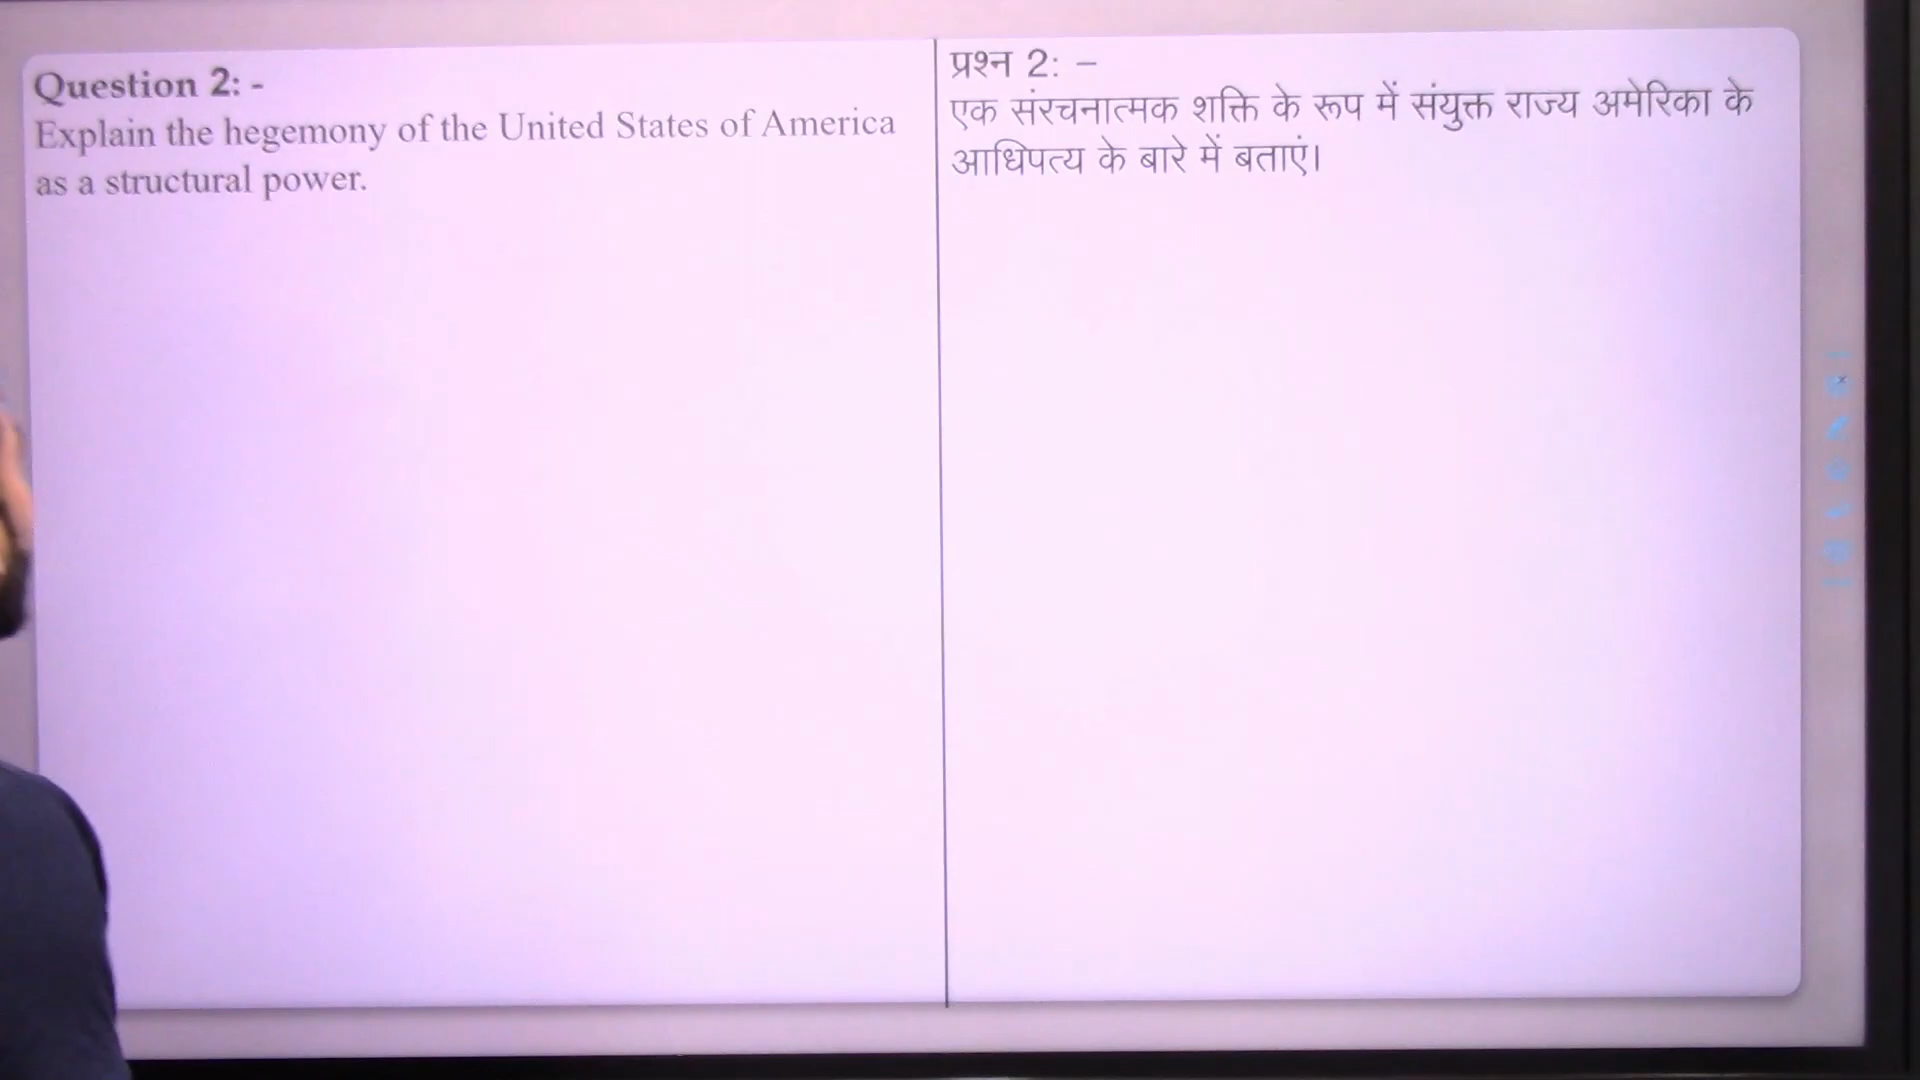 Question 2: -
Explain the hegemony of the United States of America
as a structural power.
प्रश्न 2: –
एक संरचनात्मक शक्ति के रूप में संयुक्त राज्य अमेरिका के
आधिपत्य के बारे में बताएं।